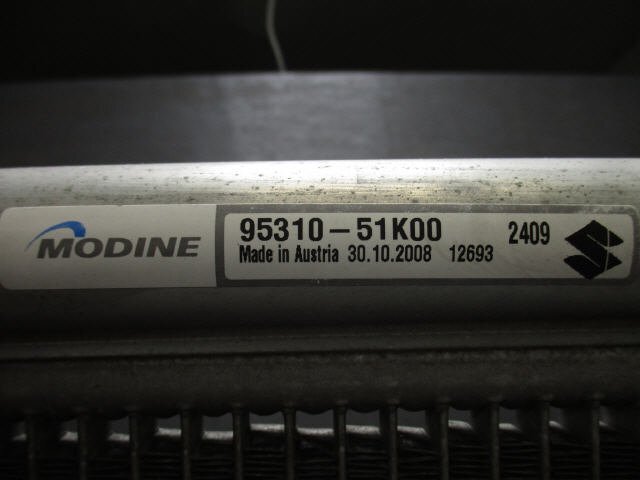 MODINE
95310-51K00 2409
Made in Austria 30.10.2008 12693